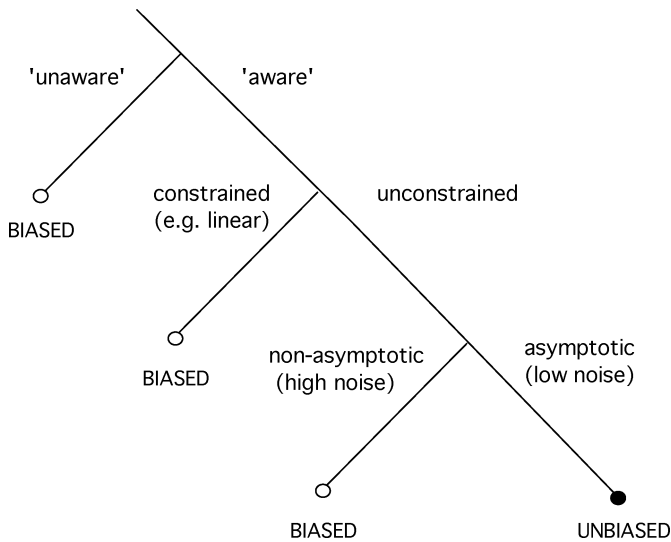 'unaware'
'aware'
constrained
(e.g. linear)
unconstrained
BIASED
non-asymptotic
(high noise)
asymptotic
(low noise)
BIASED
BIASED
UNBIASED